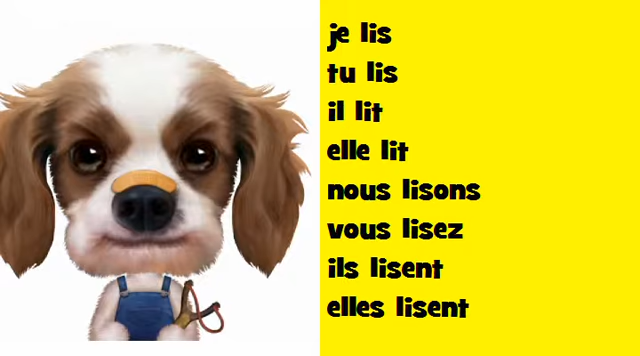 je lis
tu lis
il lit
elle lit
nous lisons
vous lisez
ils lisent
elles lisent